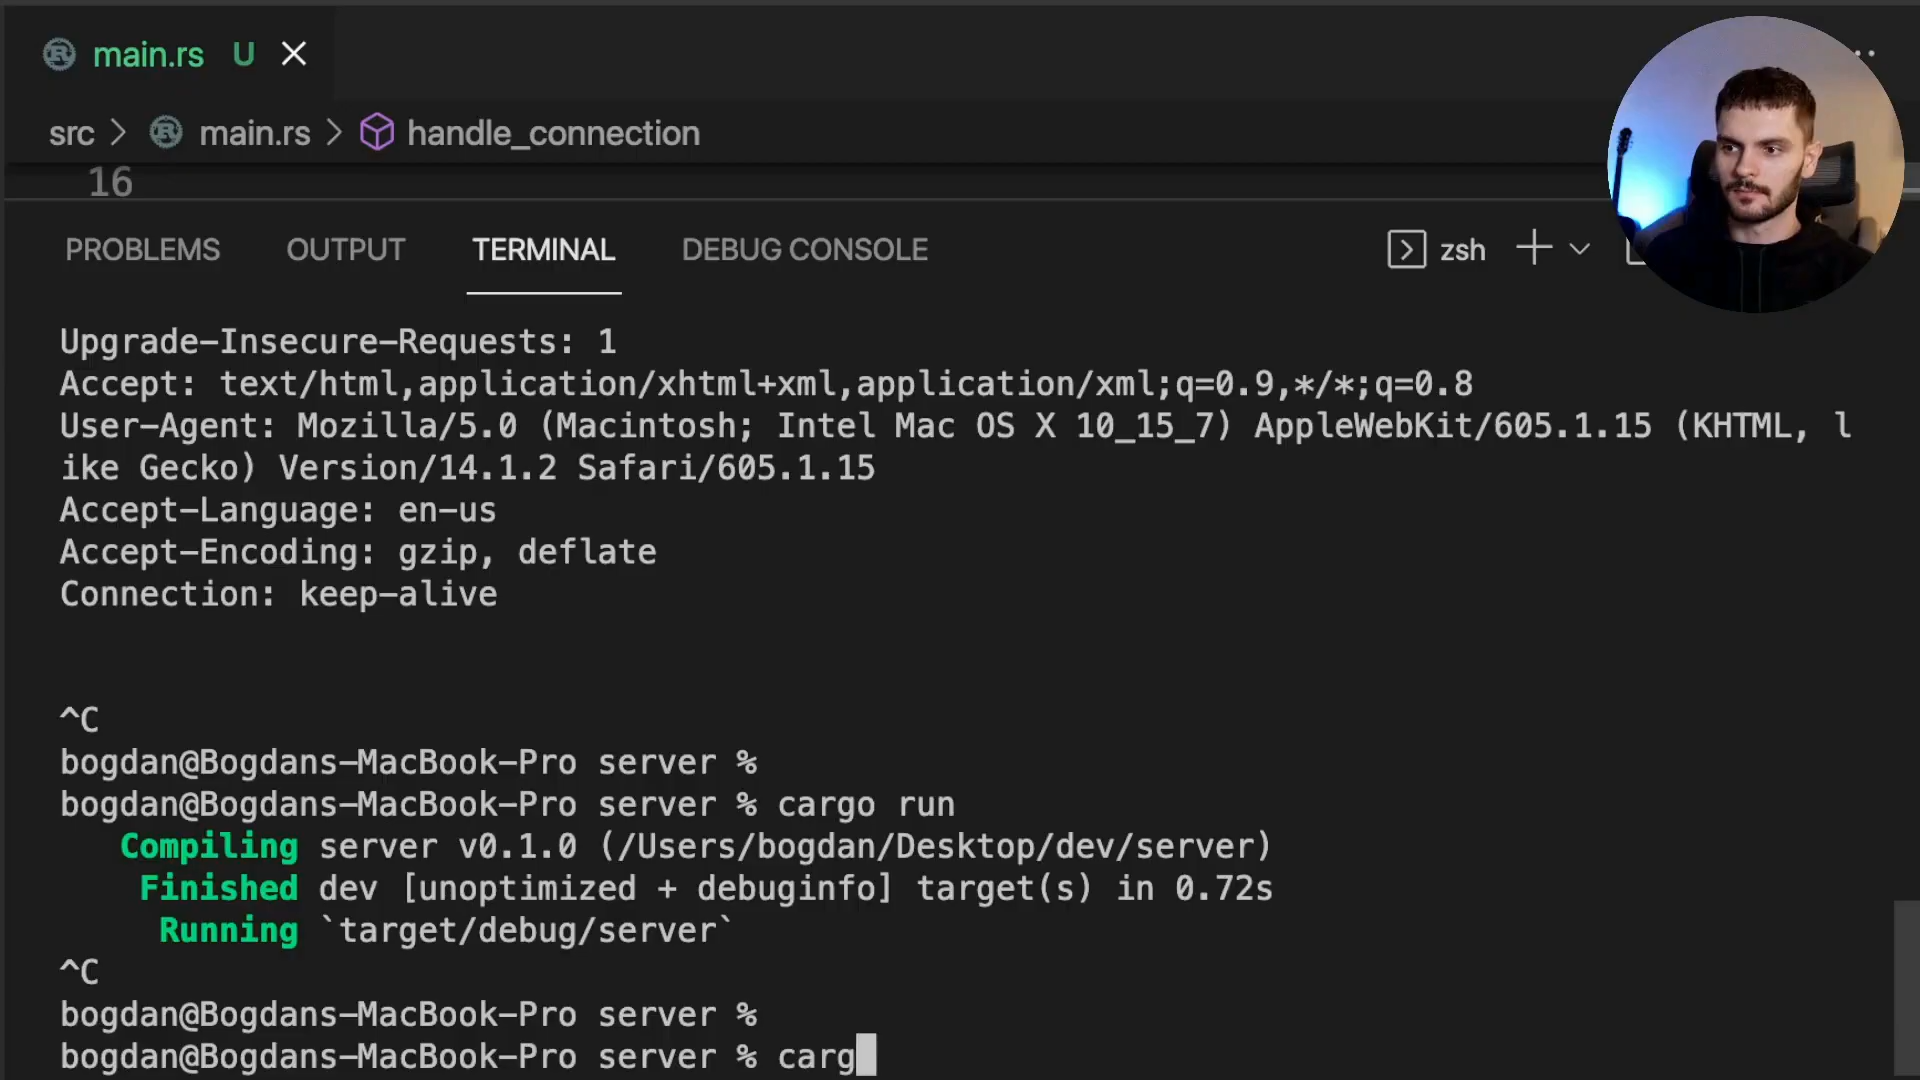 main.rs U
src > main.rs > handle_connection
16
PROBLEMS OUTPUT TERMINAL DEBUG CONSOLE zsh
Upgrade-Insecure-Requests: 1
Accept: text/html,application/xhtml+xml,application/xml;q=0.9,*/*;q=0.8
User-Agent: Mozilla/5.0 (Macintosh; Intel Mac OS X 10_15_7) AppleWebKit/605.1.15 (KHTML, l
ike Gecko) Version/14.1.2 Safari/605.1.15
Accept-Language: en-us
Accept-Encoding: gzip, deflate
Connection: keep-alive
^C
bogdan@Bogdans-MacBook-Pro server %
bogdan@Bogdans-MacBook-Pro server % cargo run
Compiling server v0.1.0 (/Users/bogdan/Desktop/dev/server)
Finished dev [unoptimized + debuginfo] target(s) in 0.72s
Running `target/debug/server`
^C
bogdan@Bogdans-MacBook-Pro server %
bogdan@Bogdans-MacBook-Pro server % carg